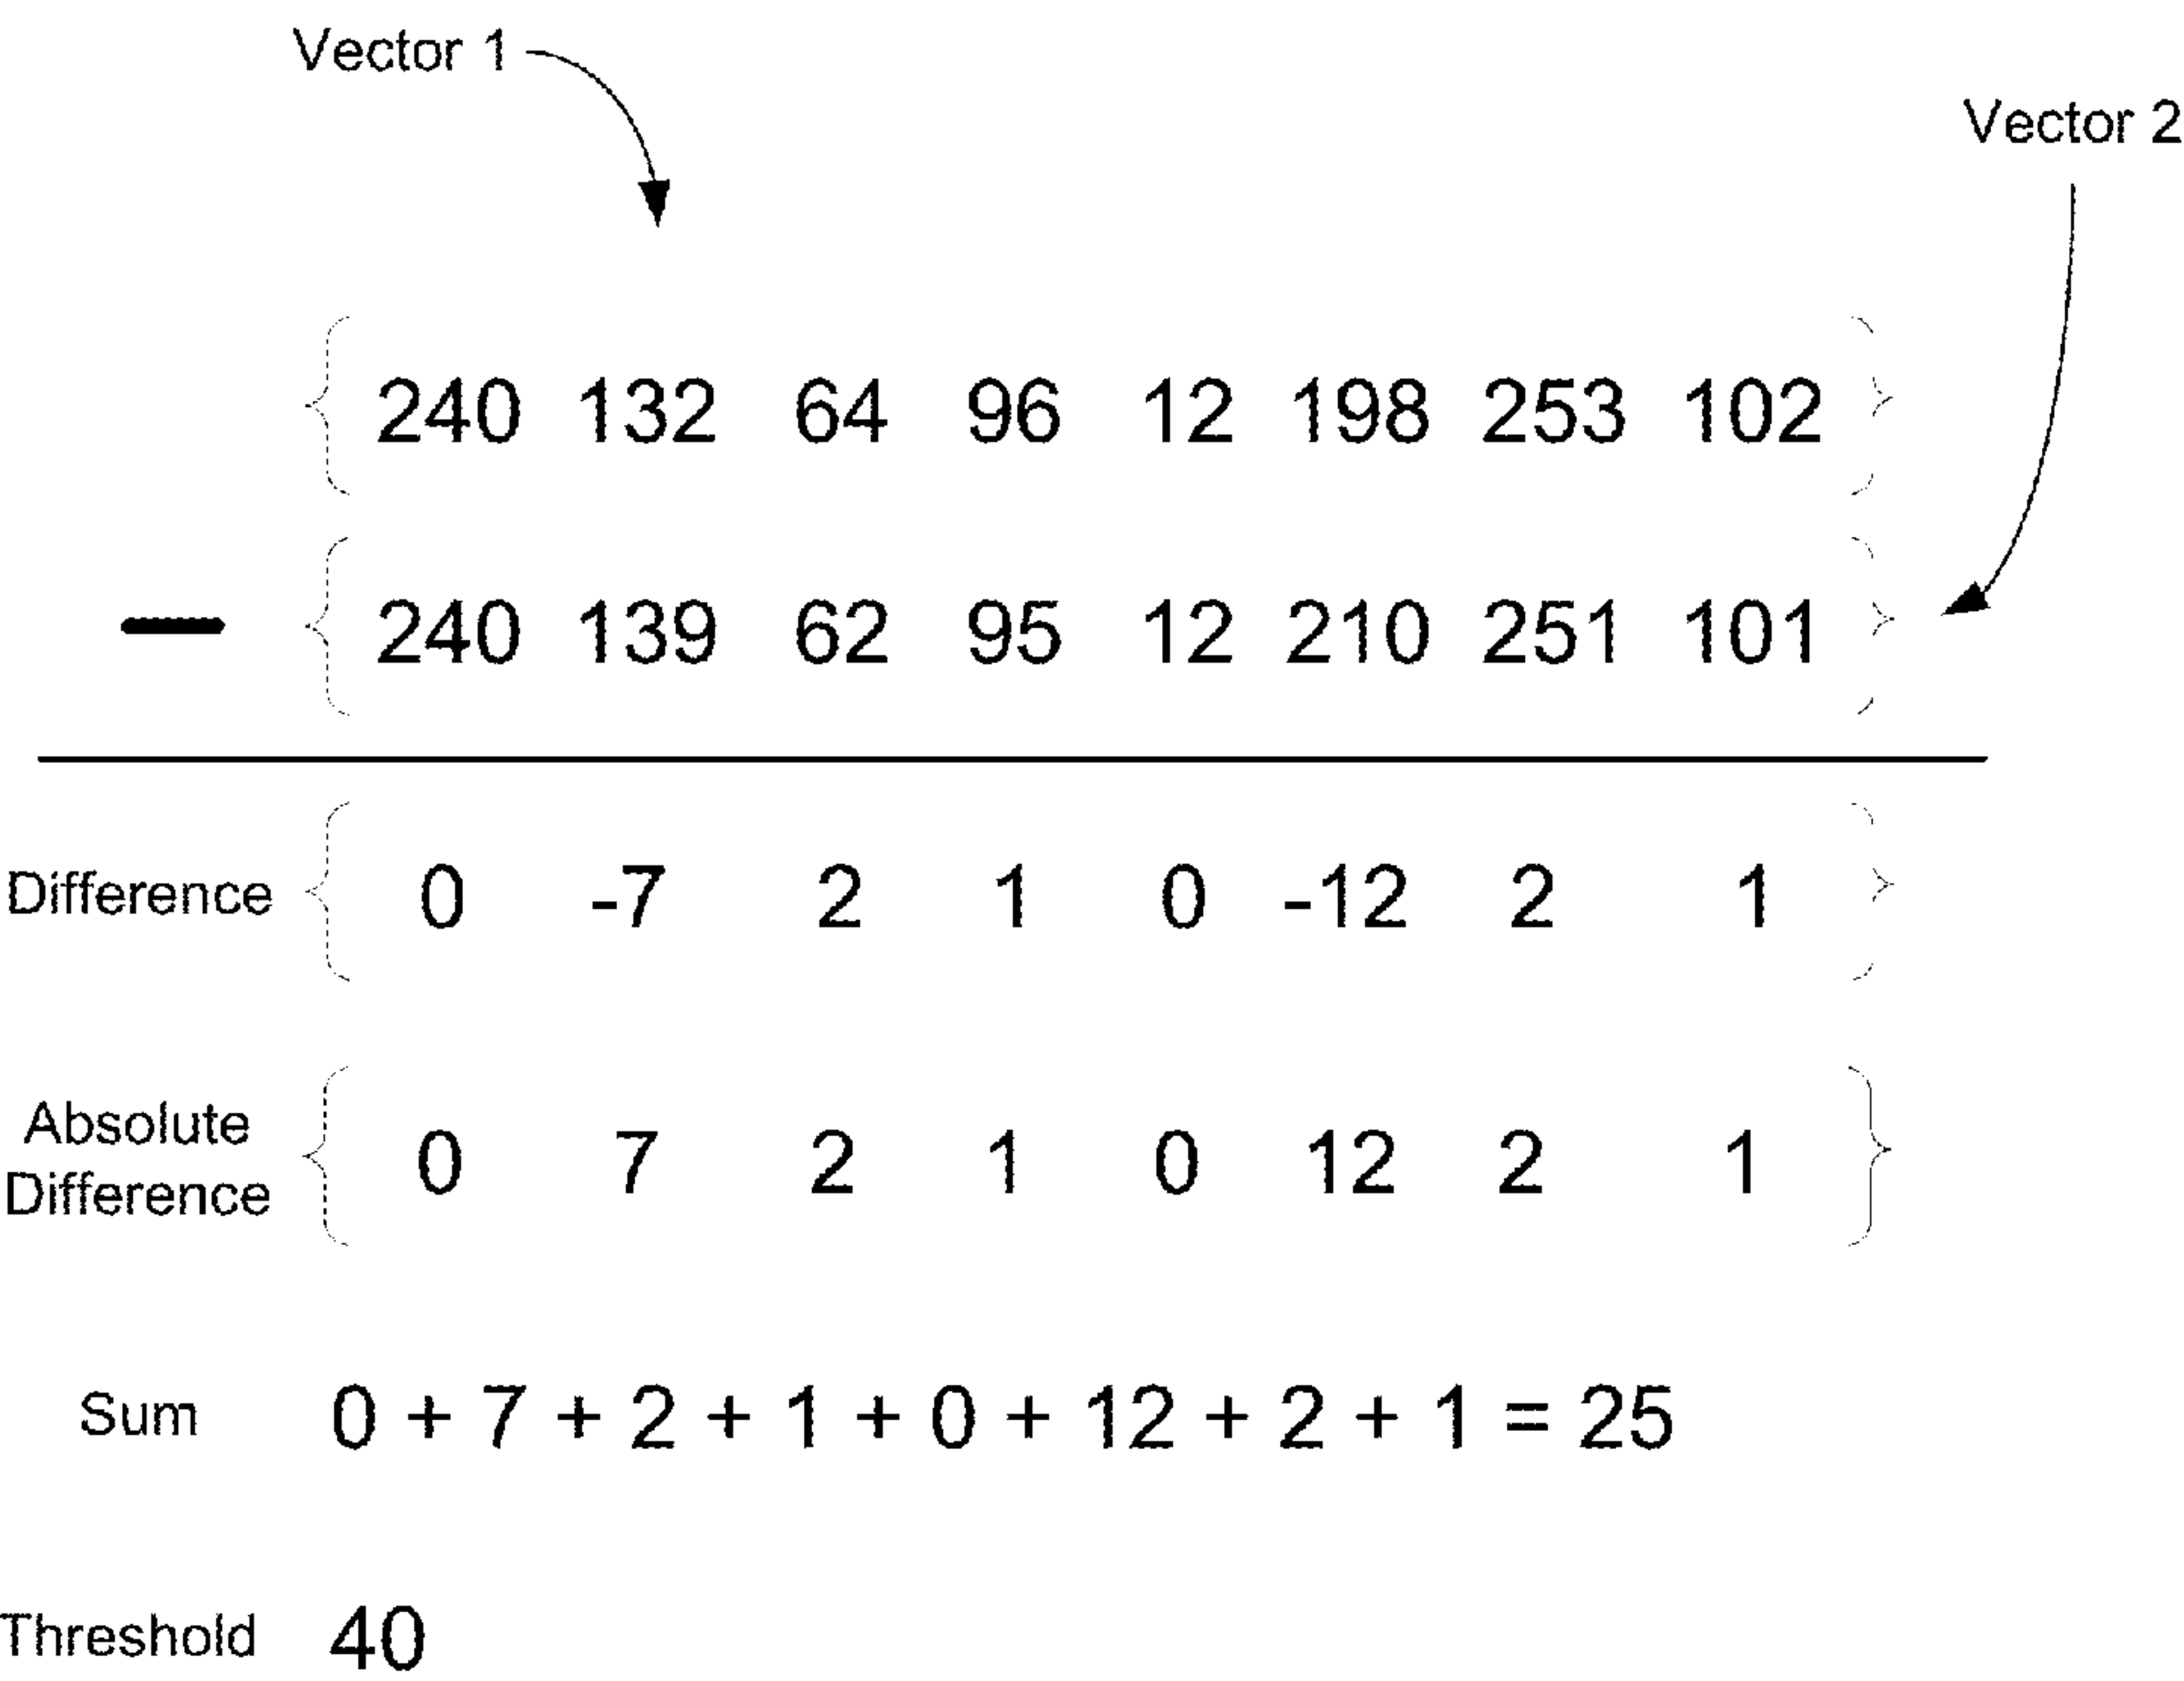 Vector 1
Vector 2
240 132 64 96 12 198 253 102
— 240 139 62 95 12 210 251 101
Difference 0 -7 2 1 0 -12 2 1
Absolute
Difference 0 7 2 1 0 12 2 1
Sum 0 + 7 + 2 + 1 + 0 + 12 + 2 + 1 = 25
Threshold 40